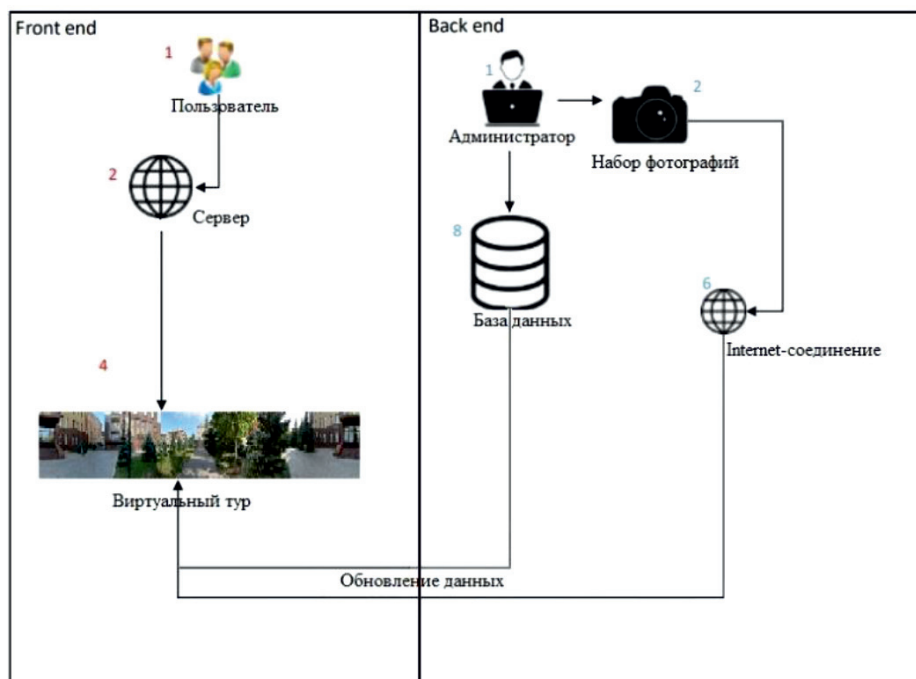 Front end
1
Пользователь
2
Сервер
4
Виртуальный тур
Back end
1
Администратор
2
Набор фотографий
8
База данных
6
Internet-соединение
Обновление данных